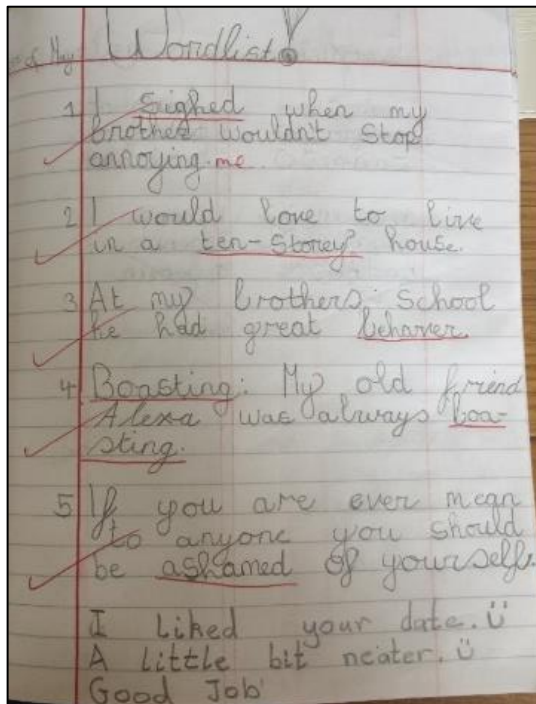 of May Wordlist!
1 I Sighed when my
brother wouldn't stop
annoying me.
2 I would love to live
in a ten-Storey house.
3 At my brothers School
he had great behaver.
4 Boasting: My old friend
Alexa was always boa-
sting.
5 If you are ever mean
to anyone you should
be ashamed of yourself.
I Liked your date. ü
A little bit neater. ü
Good Job